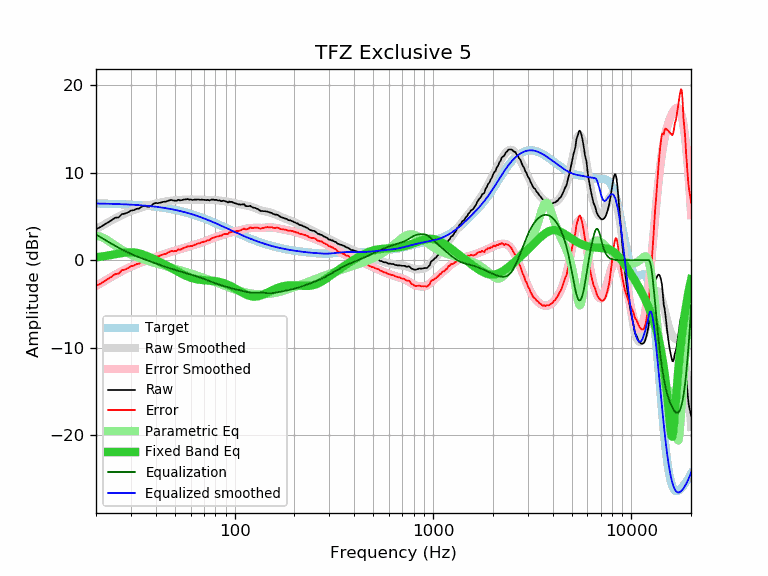 TFZ Exclusive 5
Amplitude (dBr)
20
10
0
−10
−20
Target
Raw Smoothed
Error Smoothed
Raw
Error
Parametric Eq
Fixed Band Eq
Equalization
Equalized smoothed
100
1000
10000
Frequency (Hz)